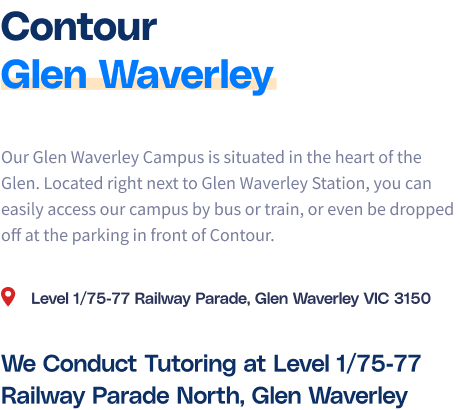 Contour
Glen Waverley
Our Glen Waverley Campus is situated in the heart of the
Glen. Located right next to Glen Waverley Station, you can
easily access our campus by bus or train, or even be dropped
off at the parking in front of Contour.
Level 1/75-77 Railway Parade, Glen Waverley VIC 3150
We Conduct Tutoring at Level 1/75-77
Railway Parade North, Glen Waverley